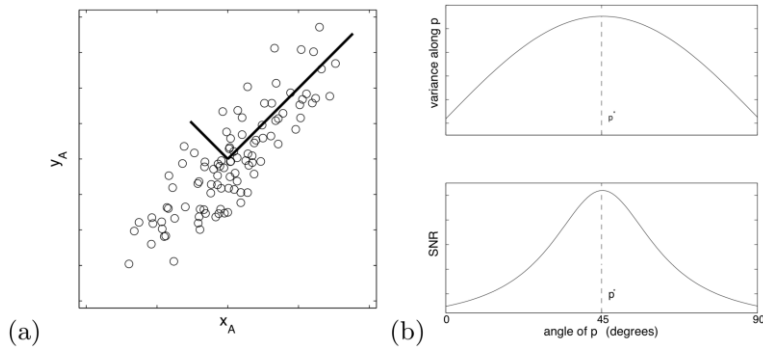 y_A
x_A
(a)
variance along p
p*
SNR
p*
0 45 90
angle of p (degrees)
(b)